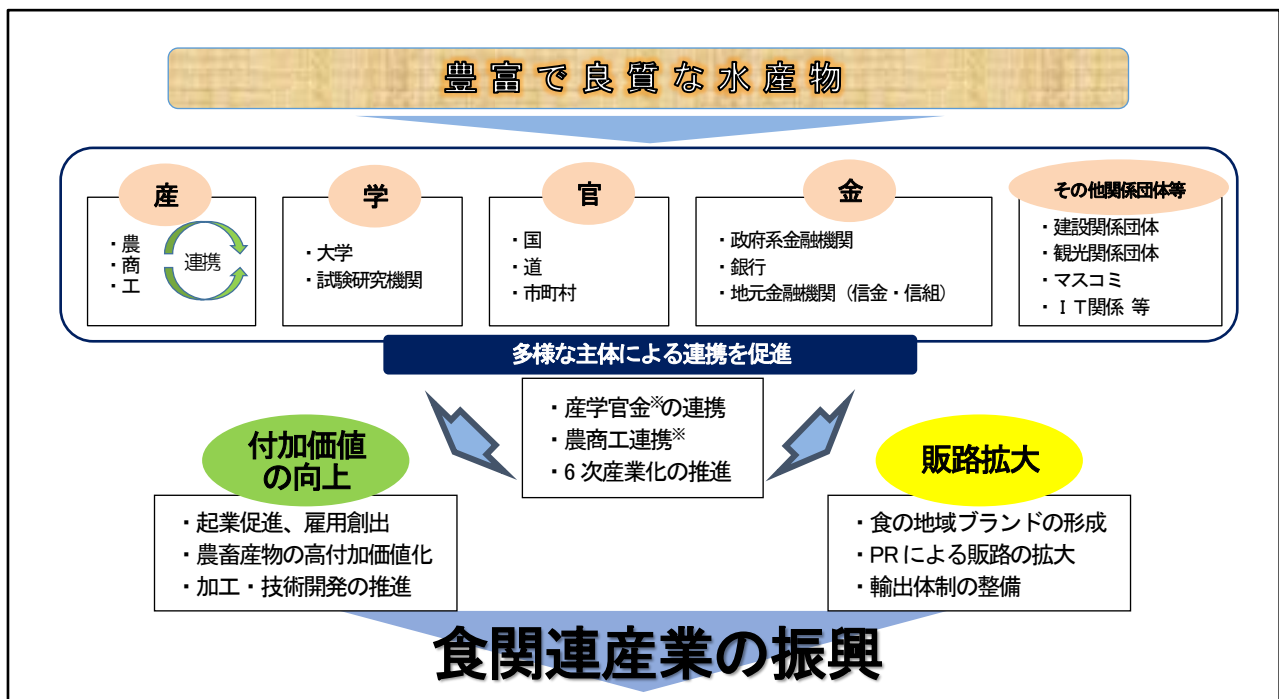 豊富で良質な水産物
産
・農
・商
・工
連携
学
・大学
・試験研究機関
官
・国
・道
・市町村
金
・政府系金融機関
・銀行
・地元金融機関（信金・信組）
その他関係団体等
・建設関係団体
・観光関係団体
・マスコミ
・ＩＴ関係 等
多様な主体による連携を促進
・産学官金※の連携
・農商工連携※
・６次産業化の推進
付加価値
の向上
・起業促進、雇用創出
・農畜産物の高付加価値化
・加工・技術開発の推進
販路拡大
・食の地域ブランドの形成
・PRによる販路の拡大
・輸出体制の整備
食関連産業の振興